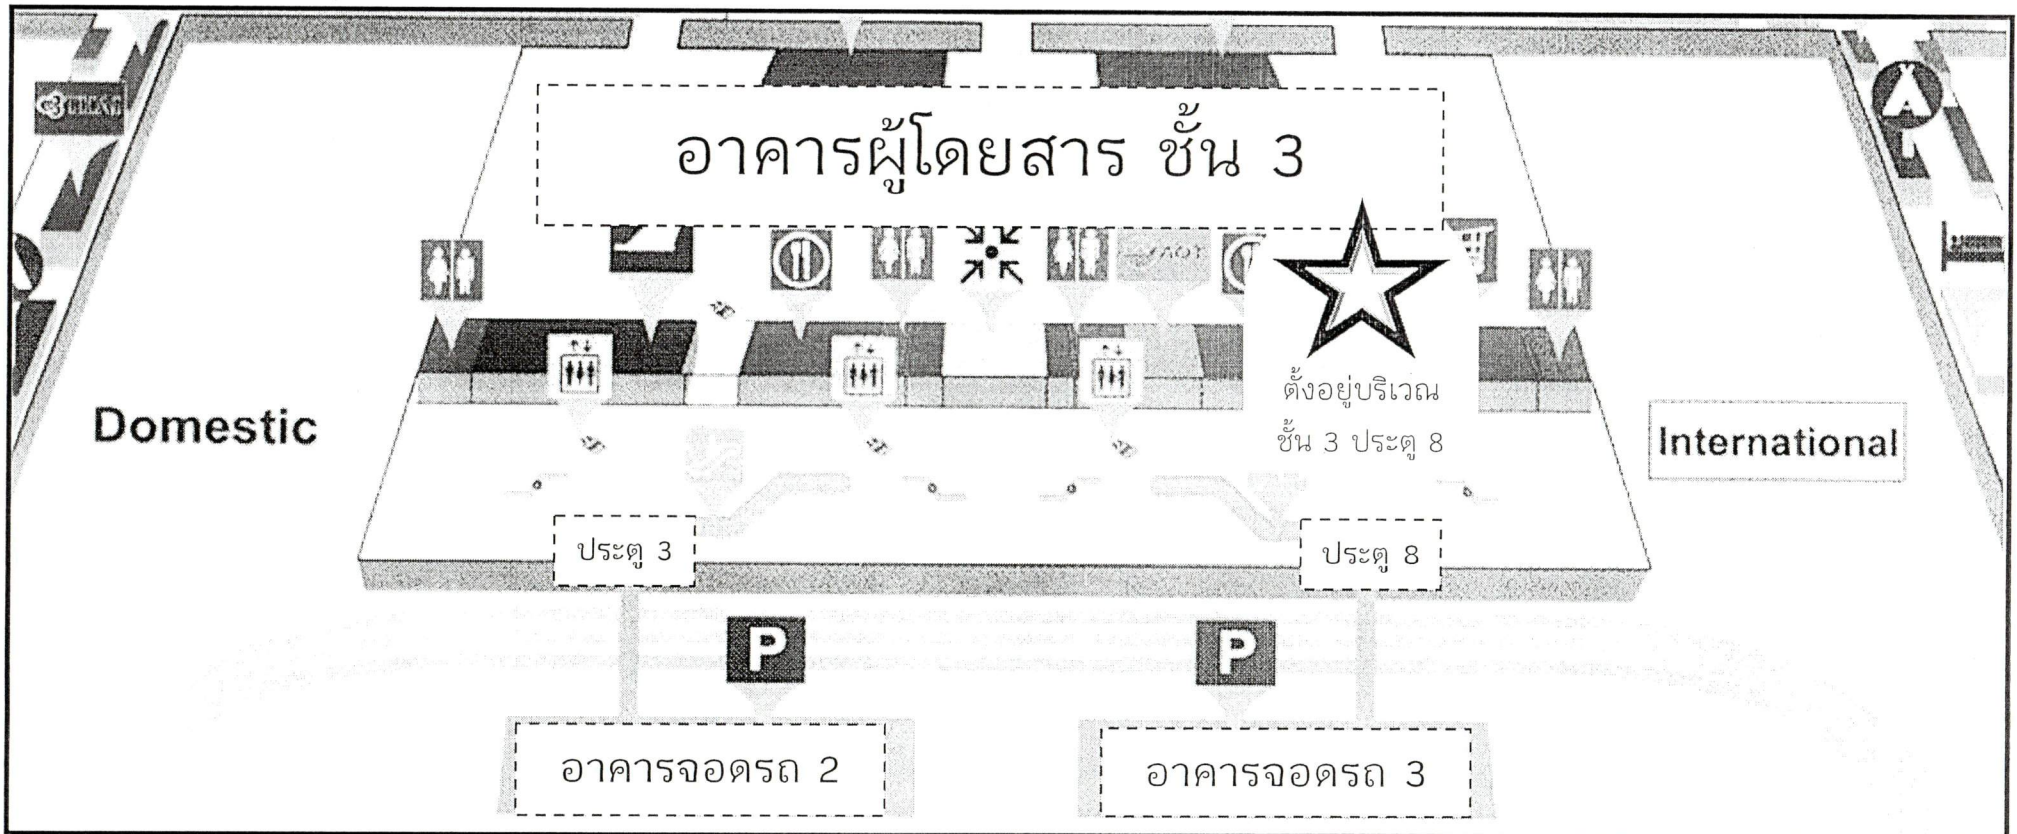 อาคารผู้โดยสาร ชั้น 3
ตั้งอยู่บริเวณ
ชั้น 3 ประตู 8
Domestic
International
ประตู 3
ประตู 8
P
P
อาคารจอดรถ 2
อาคารจอดรถ 3